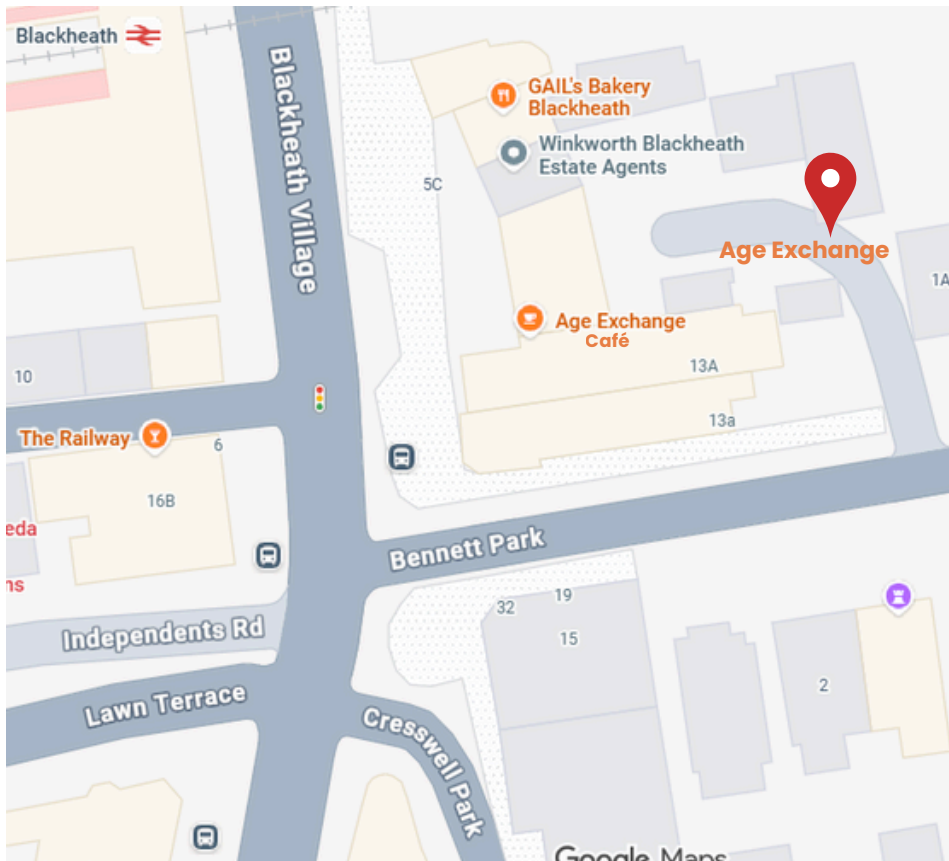 Blackheath
Blackheath Village
GAIL's Bakery
Blackheath
Winkworth Blackheath
Estate Agents
5C
Age Exchange
1A
Age Exchange
Café
10
13A
13a
The Railway
6
16B
eda
ns
Bennett Park
32
19
15
Independents Rd
Lawn Terrace
2
Cresswell Park
Google Maps